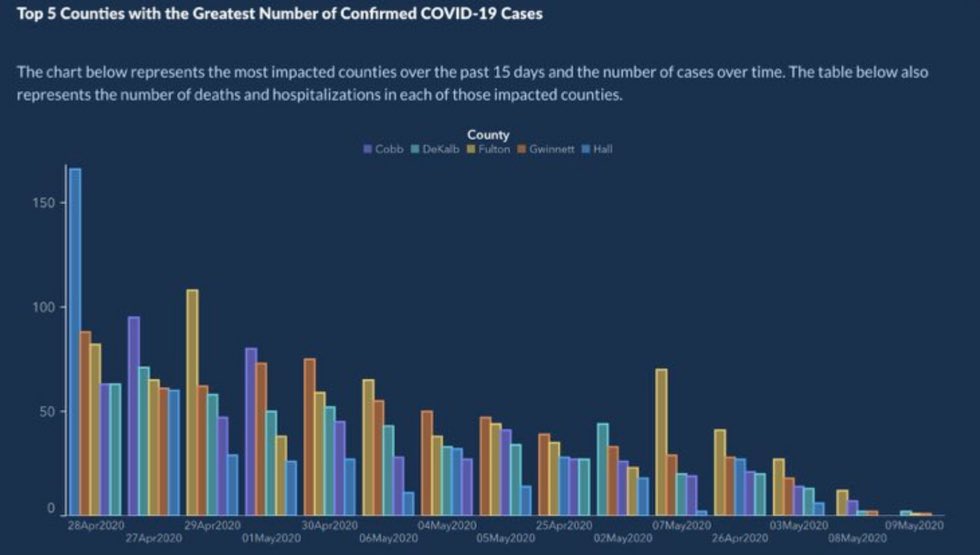 Top 5 Counties with the Greatest Number of Confirmed COVID-19 Cases
The chart below represents the most impacted counties over the past 15 days and the number of cases over time. The table below also
represents the number of deaths and hospitalizations in each of those impacted counties.
County
Cobb DeKalb Fulton Gwinnett Hall
150
100
50
0
28Apr2020 29Apr2020 30Apr2020 04May2020 25Apr2020 07May2020 03May2020 09May2020
27Apr2020 01May2020 06May2020 05May2020 02May2020 26Apr2020 08May2020